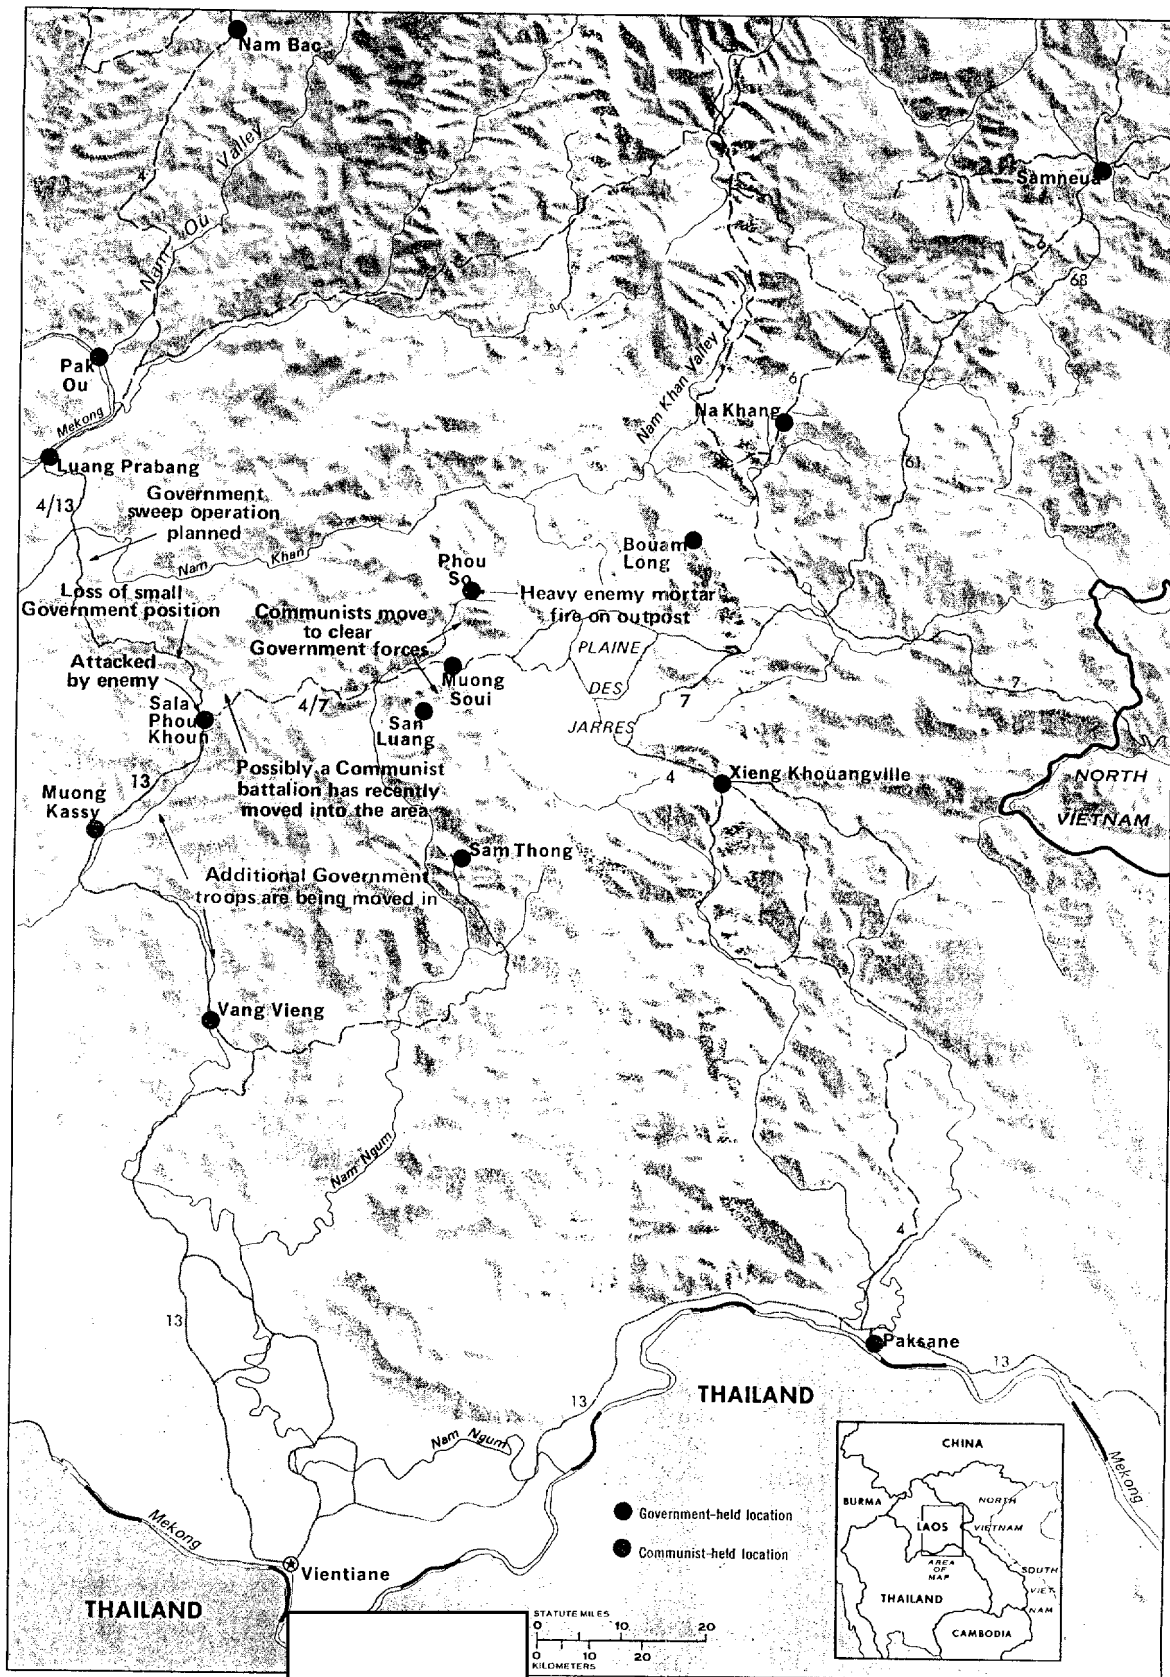 Nam Bac
4
Nam Ou Valley
Samneua
6
68
Pak
Ou
Mekong
Nam Khan Valley
6
Na Khang
Luang Prabang
61
4/13
Government
sweep operation
planned
Nam Khan
Bouam
Long
Phou
So
Loss of small
Government position
Heavy enemy mortar
fire on outpost
Communists move
to clear
Government forces
PLAINE
DES
JARRES
Attacked
by enemy
Muong
Soui
7
7
4/7
Sala
Phou
Khoun
San
Luang
4
Xieng Khouangville
NORTH
VIETNAM
13
Possibly a Communist
battalion has recently
moved into the area
Muong
Kassy
Sam Thong
Additional Government
troops are being moved in
Vang Vieng
Nam Ngum
4
13
Paksane
13
THAILAND
13
Nam Ngum
Mekong
Mekong
Vientiane
THAILAND
Government-held location
Communist-held location
STATUTE MILES
0 10 20
0 10 20
KILOMETERS
CHINA
BURMA
NORTH
VIETNAM
LAOS
AREA
OF
MAP
SOUTH
VIET-
NAM
THAILAND
CAMBODIA